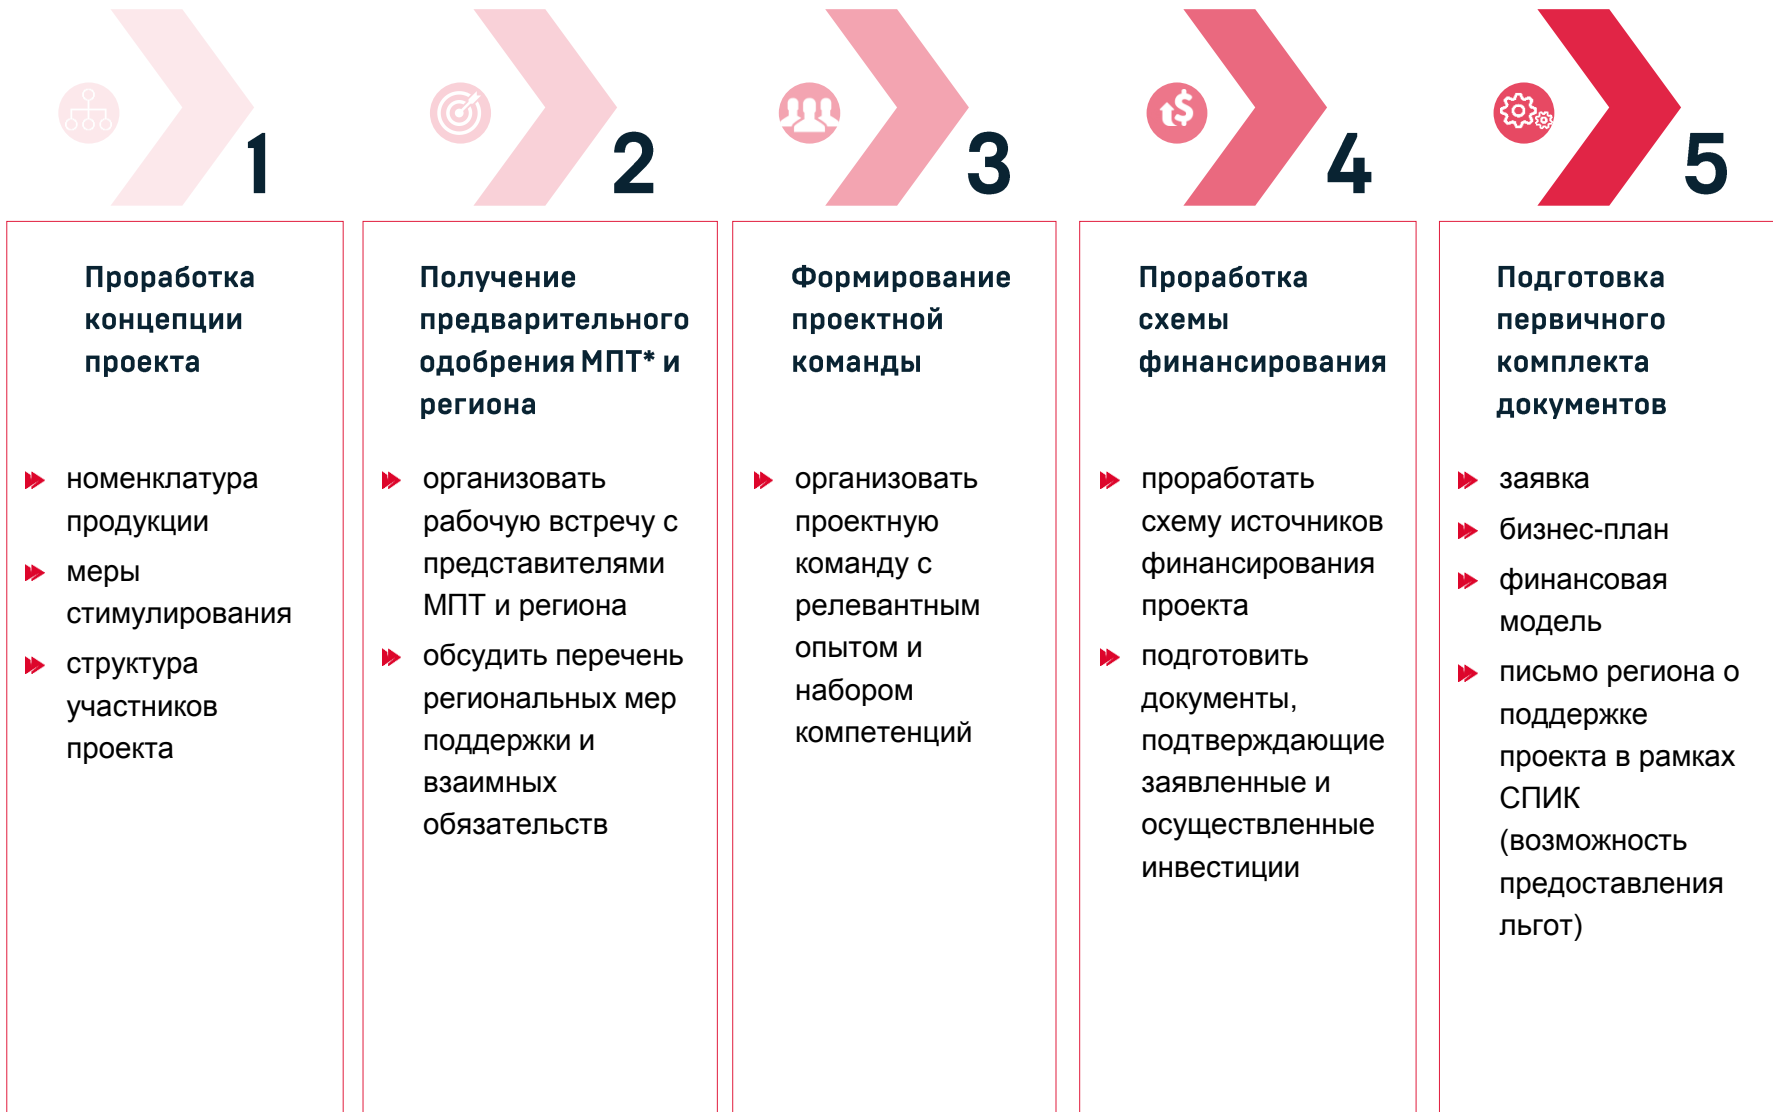 1
Проработка
концепции
проекта
номенклатура
продукции
меры
стимулирования
структура
участников
проекта
2
Получение
предварительного
одобрения МПТ* и
региона
организовать
рабочую встречу с
представителями
МПТ и региона
обсудить перечень
региональных мер
поддержки и
взаимных
обязательств
3
Формирование
проектной
команды
организовать
проектную
команду с
релевантным
опытом и
набором
компетенций
4
Проработка
схемы
финансирования
проработать
схему источников
финансирования
проекта
подготовить
документы,
подтверждающие
заявленные и
осуществленные
инвестиции
5
Подготовка
первичного
комплекта
документов
заявка
бизнес-план
финансовая
модель
письмо региона о
поддержке
проекта в рамках
СПИК
(возможность
предоставления
льгот)